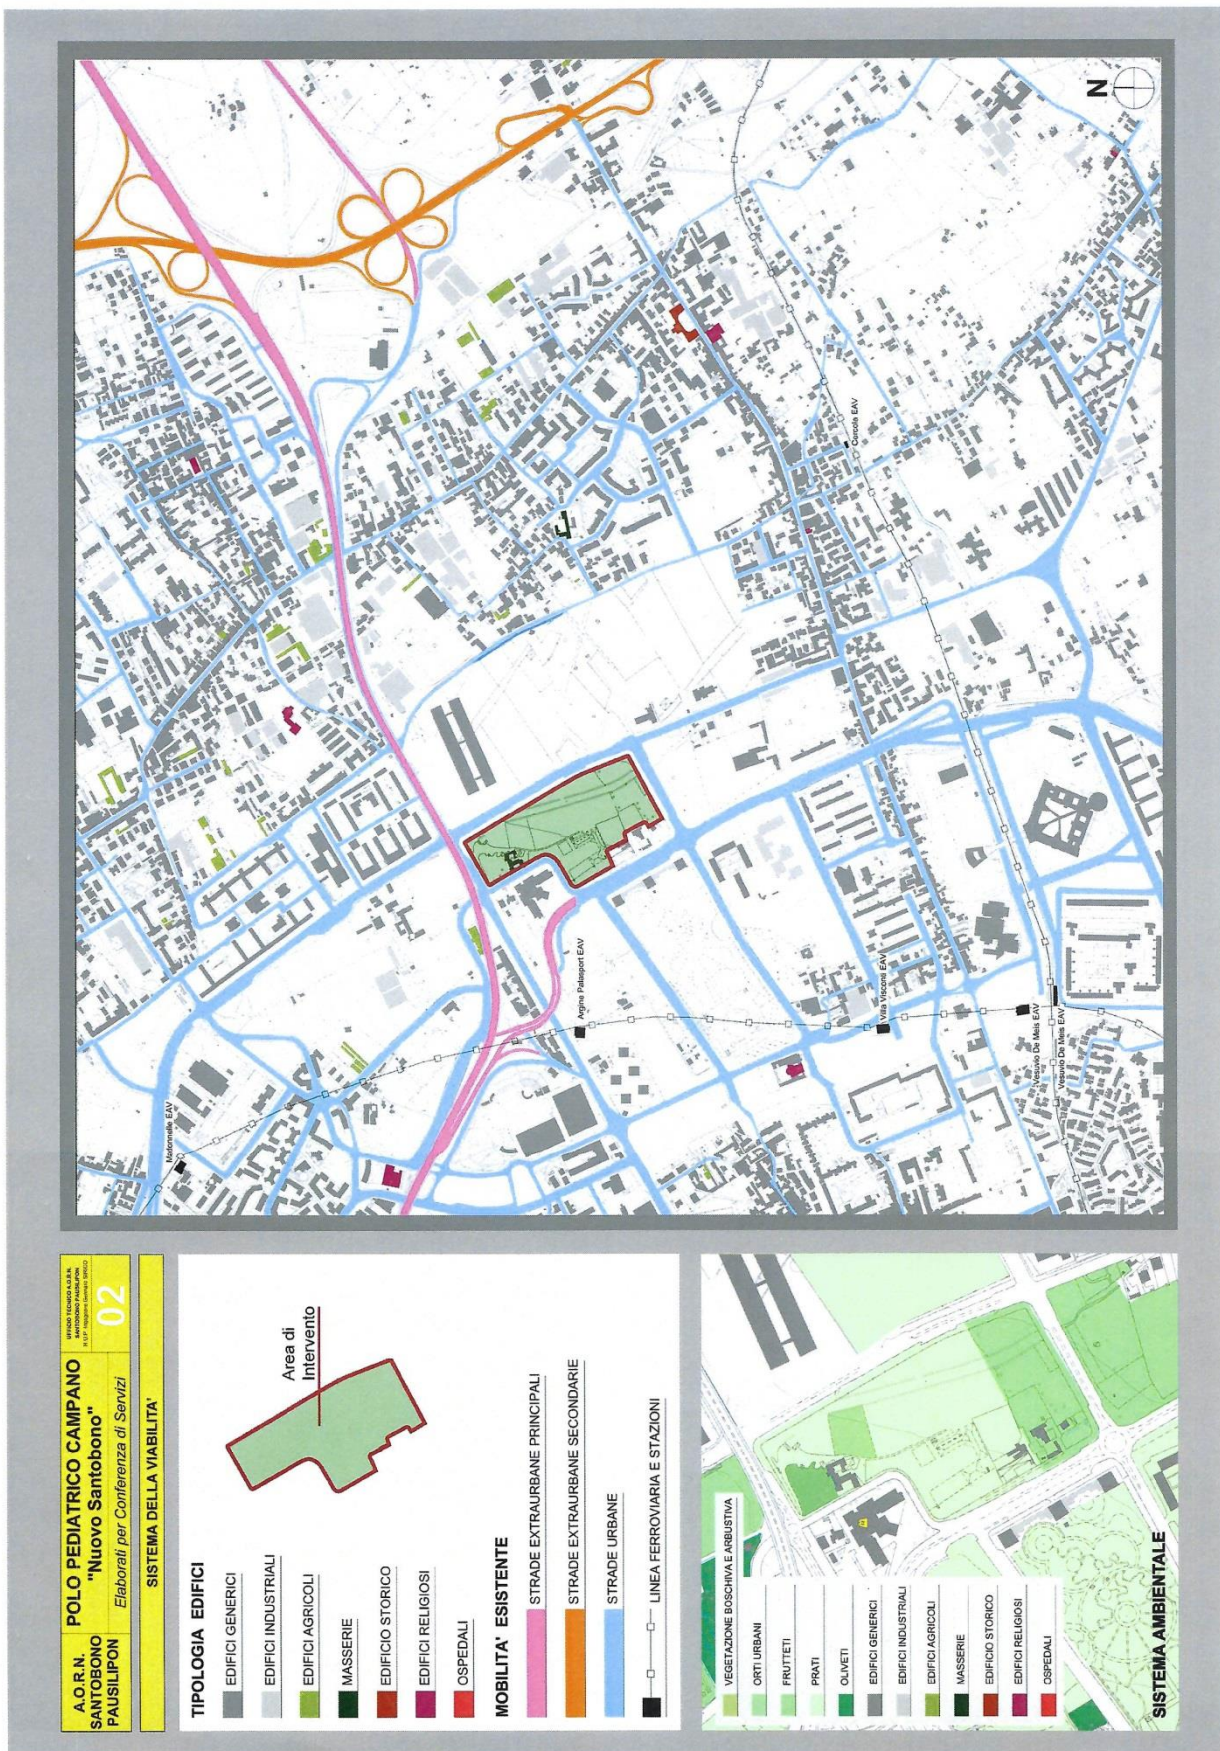 A.O.R.N.
SANTOBONO
PAUSILIPON
POLO PEDIATRICO CAMPANO
"Nuovo Santobono"
Elaborati per Conferenza di Servizi
UFFICIO TECNICO A.O.R.N.
SANTOBONO PAUSILIPON
02
SISTEMA DELLA VIABILITA'
TIPOLOGIA EDIFICI
EDIFICI GENERICI
EDIFICI INDUSTRIALI
EDIFICI AGRICOLI
MASSERIE
EDIFICIO STORICO
EDIFICI RELIGIOSI
OSPEDALI
Area di
Intervento
MOBILITA' ESISTENTE
STRADE EXTRAURBANE PRINCIPALI
STRADE EXTRAURBANE SECONDARIE
STRADE URBANE
LINEA FERROVIARIA E STAZIONI
VEGETAZIONE BOSCHIVA E ARBUSTIVA
ORTI URBANI
FRUTTETI
PRATI
OLIVETI
EDIFICI GENERICI
EDIFICI INDUSTRIALI
EDIFICI AGRICOLI
MASSERIE
EDIFICIO STORICO
EDIFICI RELIGIOSI
OSPEDALI
SISTEMA AMBIENTALE
N
Madonnelle EAV
Argine Palasport EAV
Villa Visconti EAV
Vesuvio De Meis EAV
Vesuvio De Meis EAV
Cercola EAV